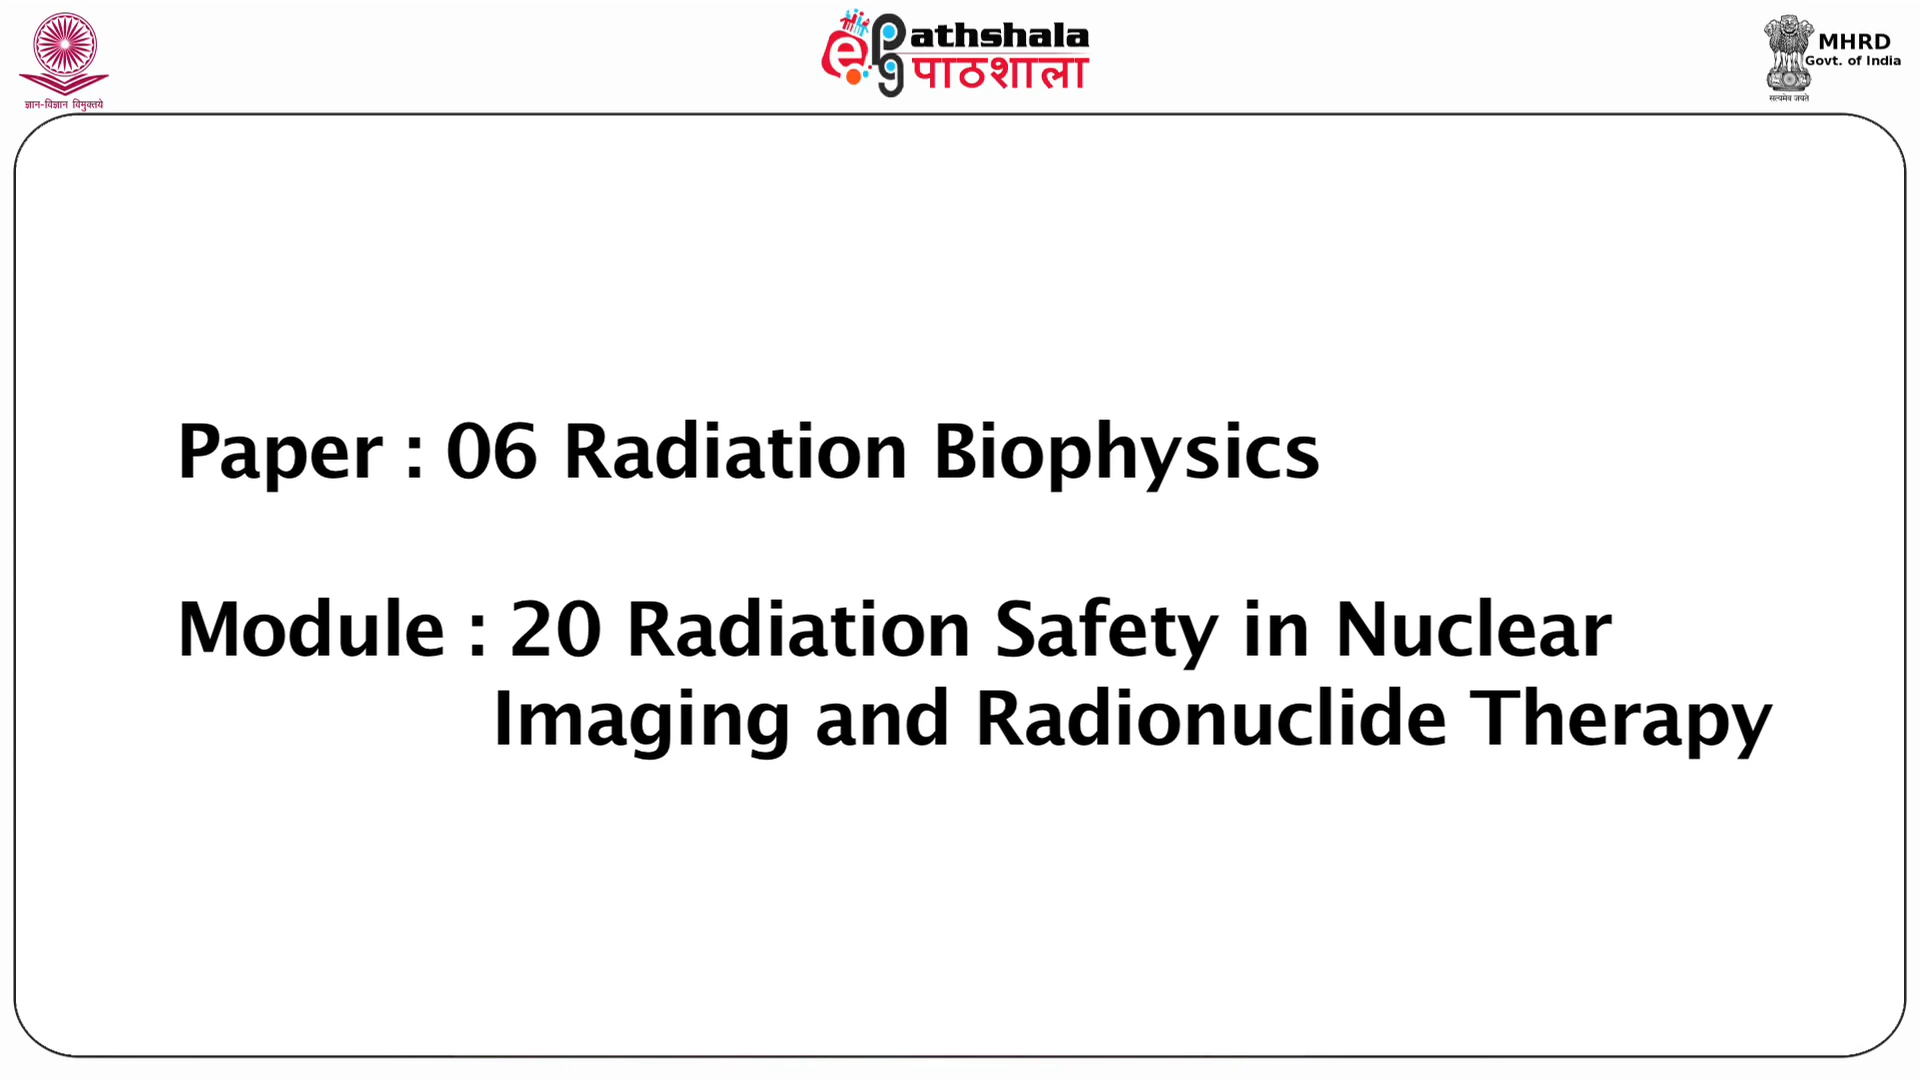 ज्ञान-विज्ञान विमुक्तये
ePGathshala
पाठशाला
MHRD
Govt. of India
सत्यमेव जयते
Paper : 06 Radiation Biophysics
Module : 20 Radiation Safety in Nuclear
Imaging and Radionuclide Therapy